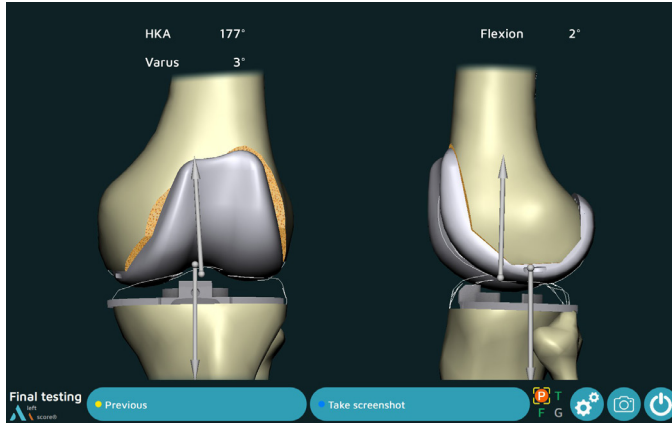 HKA 177°
Varus 3°
Flexion 2°
Final testing
left
score®
Previous
Take screenshot
P T
F G